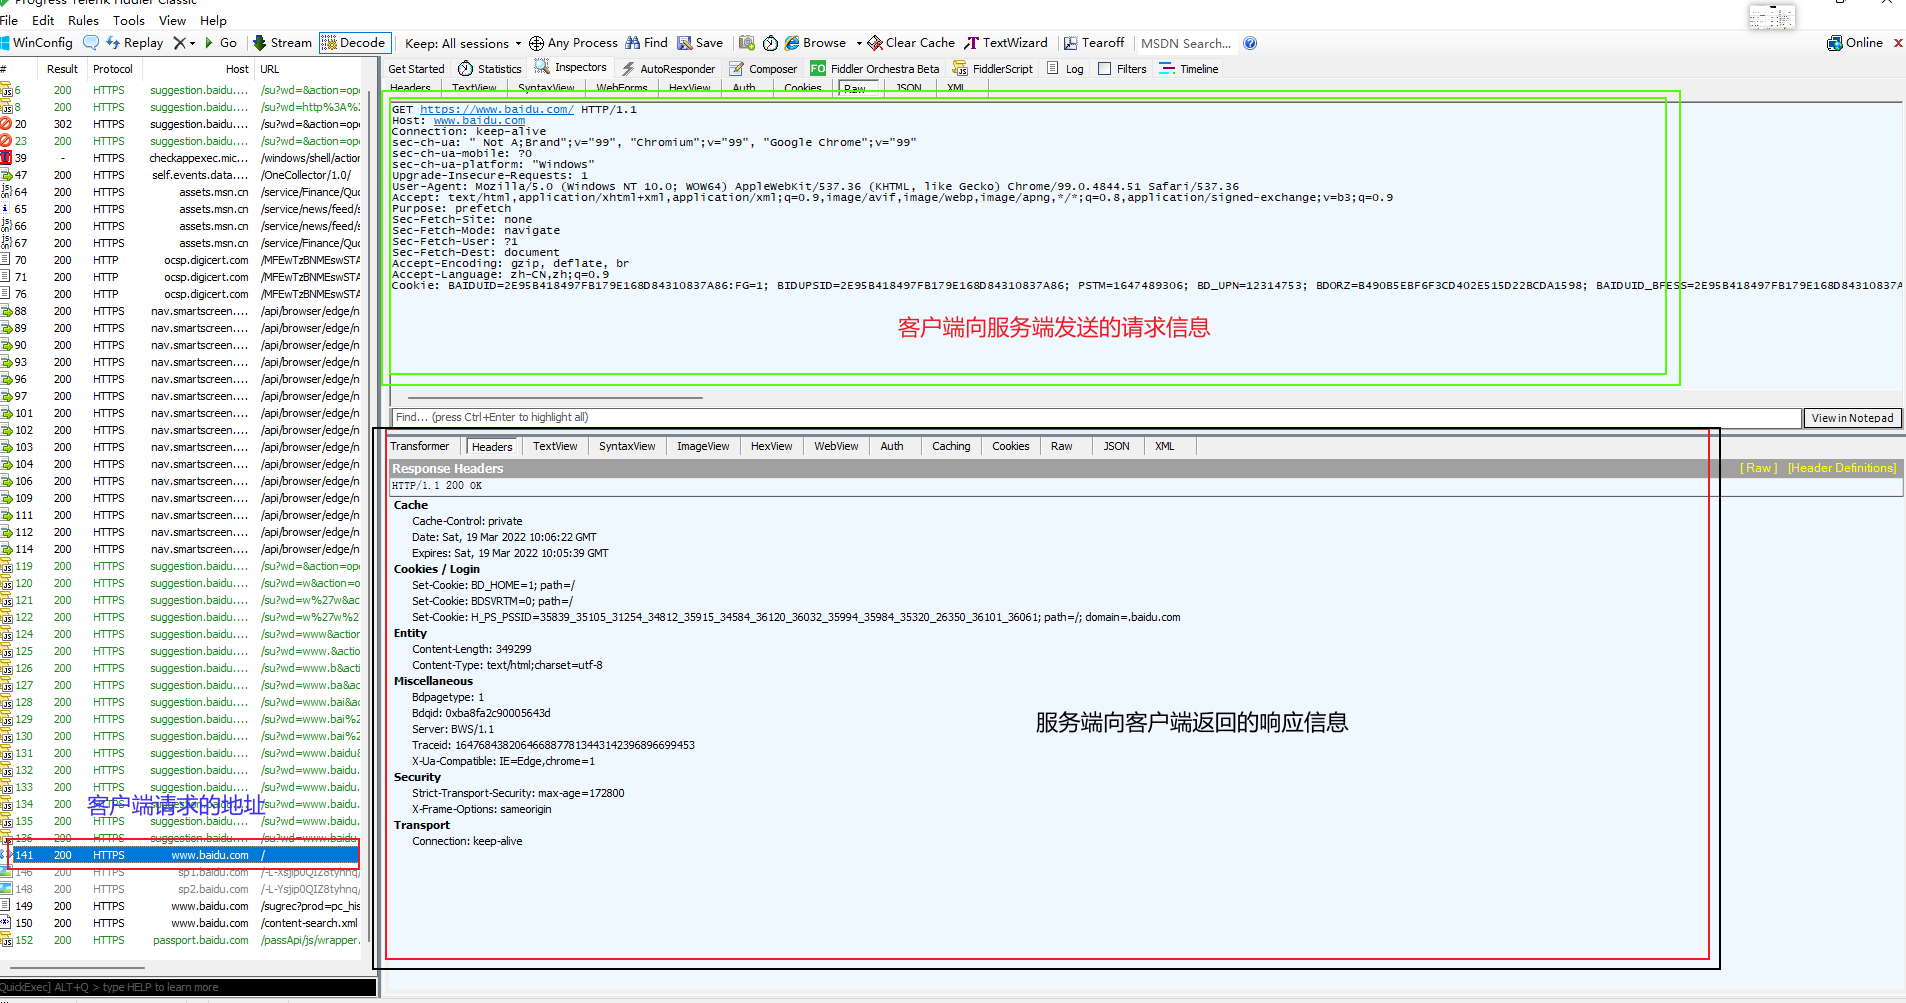 Progress Telerik Fiddler Classic
File Edit Rules Tools View Help
WinConfig Replay Go Stream Decode Keep: All sessions Any Process Find Save Browse Clear Cache TextWizard Tearoff MSDN Search... Online
# Result Protocol Host URL
6 200 HTTPS suggestion.baidu.... /su?wd=&action=ope
8 200 HTTPS suggestion.baidu.... /su?wd=http%3A%2
20 302 HTTPS suggestion.baidu.... /su?wd=&action=ope
23 200 HTTPS suggestion.baidu.... /su?wd=&action=ope
39 - HTTPS checkappexec.mic... /windows/shell/action
47 200 HTTPS self.events.data.... /OneCollector/1.0/
64 200 HTTPS assets.msn.cn /service/Finance/Quo
65 200 HTTPS assets.msn.cn /service/news/feed/s
66 200 HTTPS assets.msn.cn /service/news/feed/s
67 200 HTTPS assets.msn.cn /service/Finance/Quo
70 200 HTTP ocsp.digicert.com /MFEwTzBNMEswSTA
71 200 HTTP ocsp.digicert.com /MFEwTzBNMEswSTA
76 200 HTTP ocsp.digicert.com /MFEwTzBNMEswSTA
88 200 HTTPS nav.smartscreen.... /api/browser/edge/n
89 200 HTTPS nav.smartscreen.... /api/browser/edge/n
90 200 HTTPS nav.smartscreen.... /api/browser/edge/n
93 200 HTTPS nav.smartscreen.... /api/browser/edge/n
96 200 HTTPS nav.smartscreen.... /api/browser/edge/n
97 200 HTTPS nav.smartscreen.... /api/browser/edge/n
101 200 HTTPS nav.smartscreen.... /api/browser/edge/n
102 200 HTTPS nav.smartscreen.... /api/browser/edge/n
103 200 HTTPS nav.smartscreen.... /api/browser/edge/n
104 200 HTTPS nav.smartscreen.... /api/browser/edge/n
106 200 HTTPS nav.smartscreen.... /api/browser/edge/n
109 200 HTTPS nav.smartscreen.... /api/browser/edge/n
111 200 HTTPS nav.smartscreen.... /api/browser/edge/n
112 200 HTTPS nav.smartscreen.... /api/browser/edge/n
114 200 HTTPS nav.smartscreen.... /api/browser/edge/n
119 200 HTTPS suggestion.baidu.... /su?wd=&action=ope
120 200 HTTPS suggestion.baidu.... /su?wd=w&action=o
121 200 HTTPS suggestion.baidu.... /su?wd=w%27w&ac
122 200 HTTPS suggestion.baidu.... /su?wd=w%27w%2
124 200 HTTPS suggestion.baidu.... /su?wd=www&action
125 200 HTTPS suggestion.baidu.... /su?wd=www.&action
126 200 HTTPS suggestion.baidu.... /su?wd=www.b&acti
127 200 HTTPS suggestion.baidu.... /su?wd=www.ba&ac
128 200 HTTPS suggestion.baidu.... /su?wd=www.bai&ac
129 200 HTTPS suggestion.baidu.... /su?wd=www.bai%2
130 200 HTTPS suggestion.baidu.... /su?wd=www.bai%2
131 200 HTTPS suggestion.baidu.... /su?wd=www.baidu&
132 200 HTTPS suggestion.baidu.... /su?wd=www.baidu.
133 200 HTTPS suggestion.baidu.... /su?wd=www.baidu.
134 200 HTTPS suggestion.baidu.... /su?wd=www.baidu.
客户端请求的地址
135 200 HTTPS suggestion.baidu.... /su?wd=www.baidu.
136 200 HTTPS suggestion.baidu.... /su?wd=www.baidu.
141 200 HTTPS www.baidu.com /
146 200 HTTPS sp1.baidu.com /-L-Xsjip0QIZ8tyhnq/
148 200 HTTPS sp2.baidu.com /-L-Ysjip0QIZ8tyhnq/
149 200 HTTPS www.baidu.com /sugrec?prod=pc_his
150 200 HTTPS www.baidu.com /content-search.xml
152 200 HTTPS passport.baidu.com /passApi/js/wrapper.
QuickExec] ALT+Q > type HELP to learn more
Get Started Statistics Inspectors AutoResponder Composer FO Fiddler Orchestra Beta FiddlerScript Log Filters Timeline
Headers TextView SyntaxView WebForms HexView Auth Cookies Raw JSON XML
GET https://www.baidu.com/ HTTP/1.1
Host: www.baidu.com
Connection: keep-alive
sec-ch-ua: " Not A;Brand";v="99", "Chromium";v="99", "Google Chrome";v="99"
sec-ch-ua-mobile: ?0
sec-ch-ua-platform: "Windows"
Upgrade-Insecure-Requests: 1
User-Agent: Mozilla/5.0 (Windows NT 10.0; WOW64) AppleWebKit/537.36 (KHTML, like Gecko) Chrome/99.0.4844.51 Safari/537.36
Accept: text/html,application/xhtml+xml,application/xml;q=0.9,image/avif,image/webp,image/apng,*/*;q=0.8,application/signed-exchange;v=b3;q=0.9
Purpose: prefetch
Sec-Fetch-Site: none
Sec-Fetch-Mode: navigate
Sec-Fetch-User: ?1
Sec-Fetch-Dest: document
Accept-Encoding: gzip, deflate, br
Accept-Language: zh-CN,zh;q=0.9
Cookie: BAIDUID=2E95B418497FB179E168D84310837A86:FG=1; BIDUPSID=2E95B418497FB179E168D84310837A86; PSTM=1647489306; BD_UPN=12314753; BDORZ=B490B5EBF6F3CD402E515D22BCDA1598; BAIDUID_BFESS=2E95B418497FB179E168D84310837A
客户端向服务端发送的请求信息
Find... (press Ctrl+Enter to highlight all) View in Notepad
Transformer Headers TextView SyntaxView ImageView HexView WebView Auth Caching Cookies Raw JSON XML
Response Headers [ Raw ] [Header Definitions]
HTTP/1.1 200 OK
Cache
Cache-Control: private
Date: Sat, 19 Mar 2022 10:06:22 GMT
Expires: Sat, 19 Mar 2022 10:05:39 GMT
Cookies / Login
Set-Cookie: BD_HOME=1; path=/
Set-Cookie: BDSVRTM=0; path=/
Set-Cookie: H_PS_PSSID=35839_35105_31254_34812_35915_34584_36120_36032_35994_35984_35320_26350_36101_36061; path=/; domain=.baidu.com
Entity
Content-Length: 349299
Content-Type: text/html;charset=utf-8
Miscellaneous
Bdpagetype: 1
Bdqid: 0xba8fa2c90005643d
Server: BWS/1.1
Traceid: 1647684382064668877813443142396896699453
X-Ua-Compatible: IE=Edge,chrome=1
服务端向客户端返回的响应信息
Security
Strict-Transport-Security: max-age=172800
X-Frame-Options: sameorigin
Transport
Connection: keep-alive